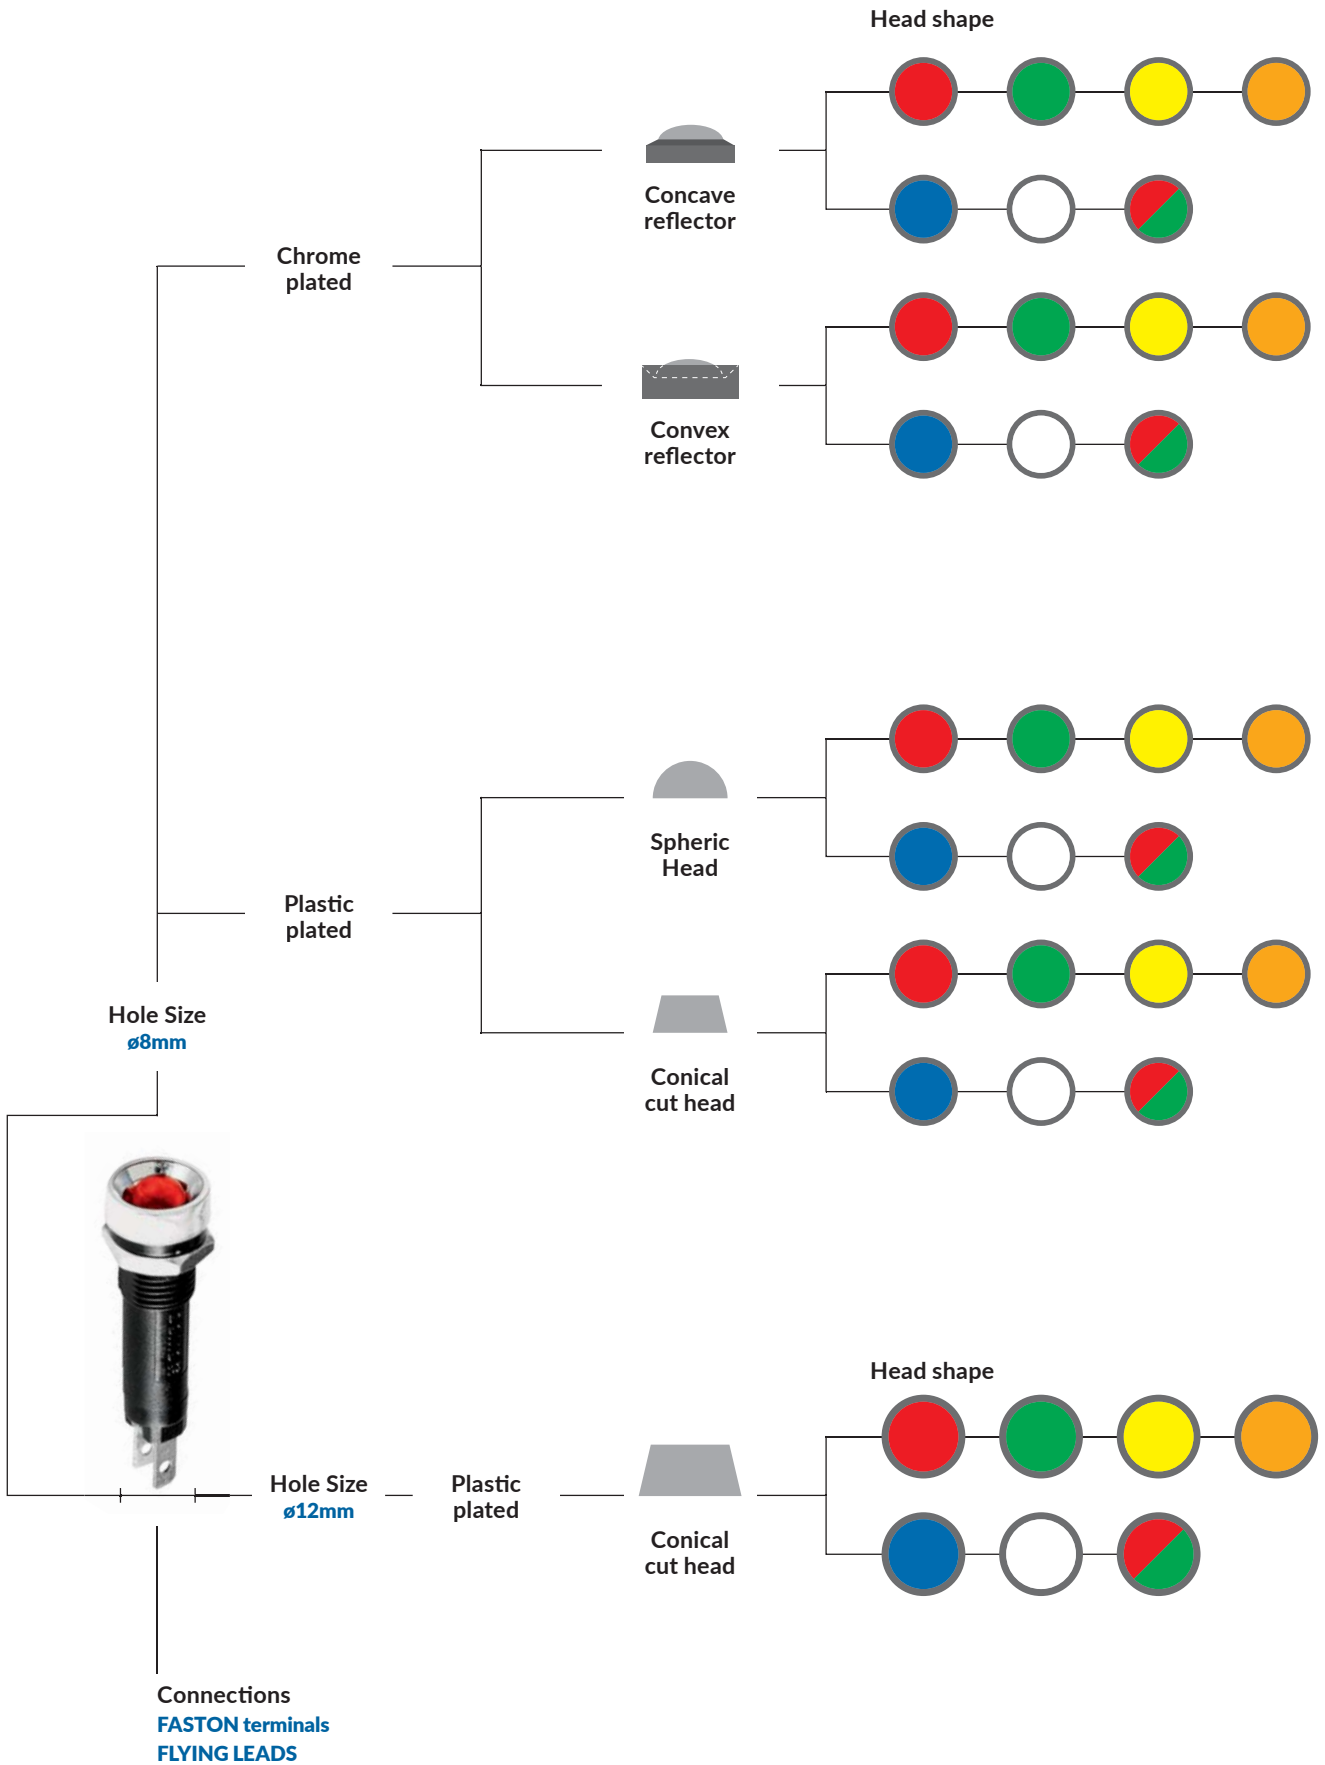 Head shape
Concave
reflector
Chrome
plated
Convex
reflector
Spheric
Head
Plastic
plated
Hole Size
ø8mm
Conical
cut head
Head shape
Hole Size
ø12mm
Plastic
plated
Conical
cut head
Connections
FASTON terminals
FLYING LEADS